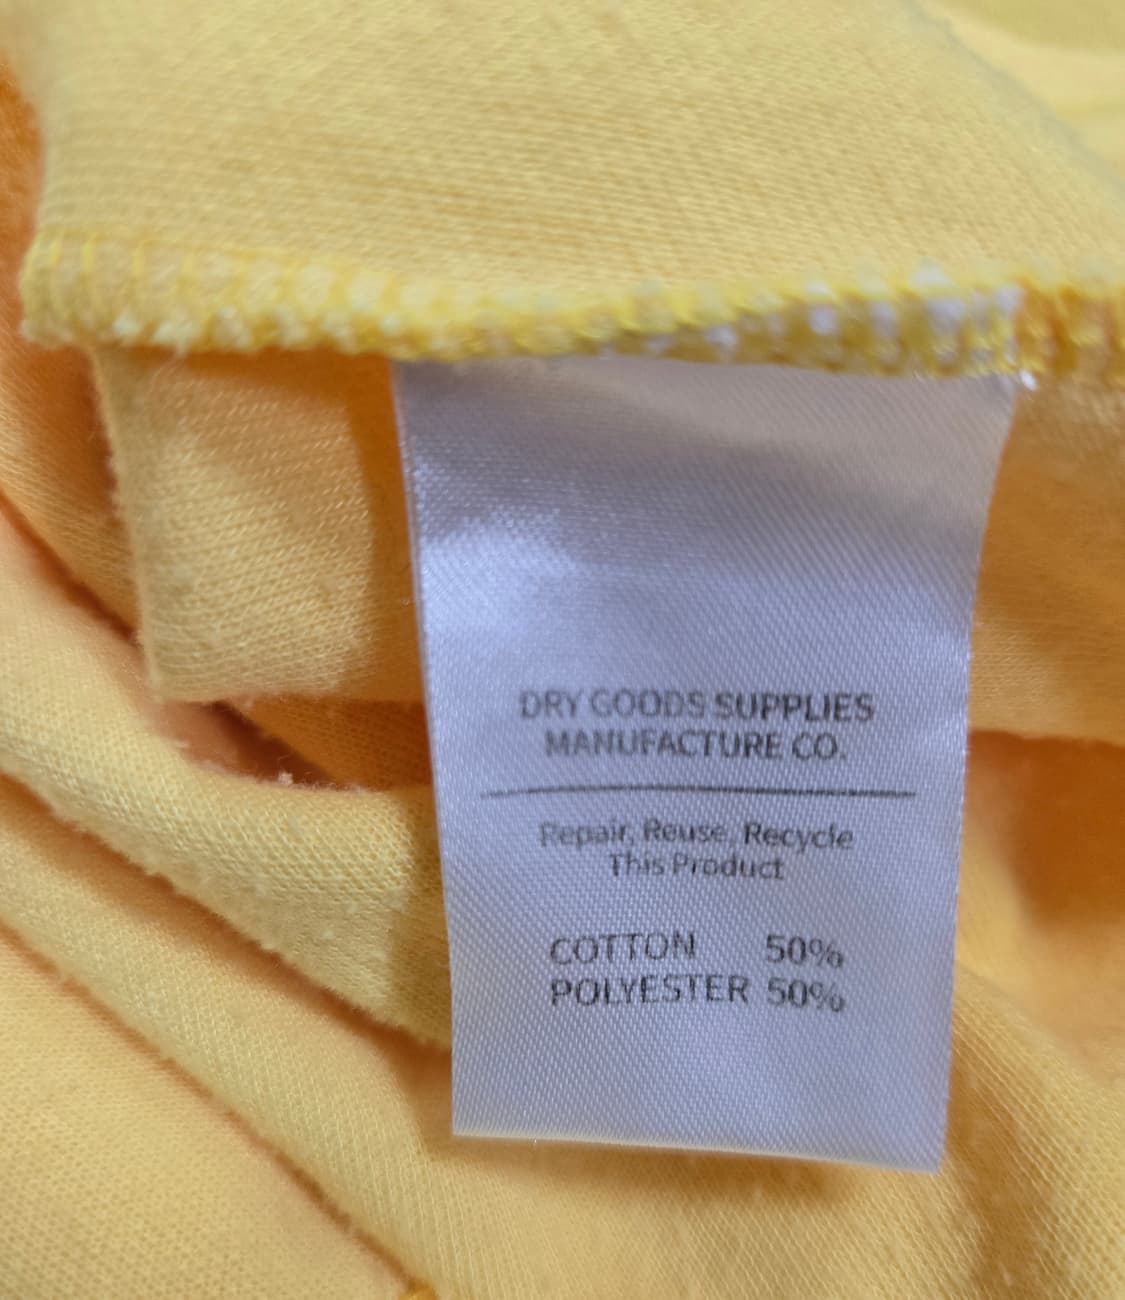 DRY GOODS SUPPLIES
MANUFACTURE CO.
Repair, Reuse, Recycle
This Product
COTTON 50%
POLYESTER 50%